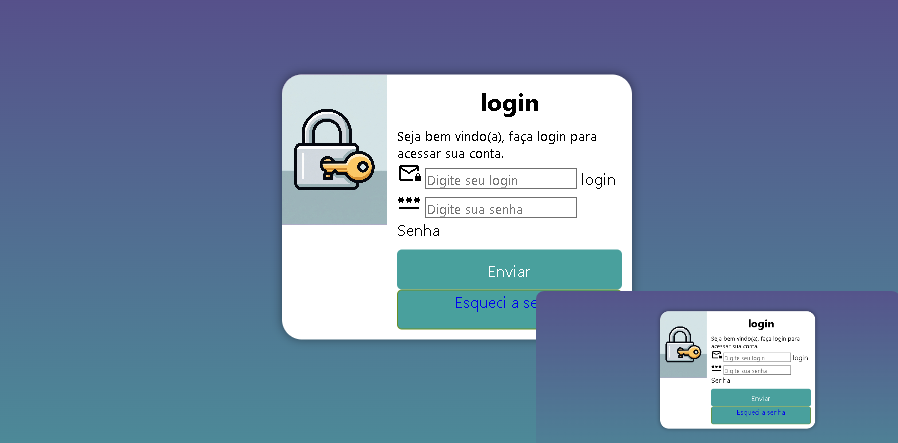 login
Seja bem vindo(a), faça login para
acessar sua conta.
Digite seu login login
Digite sua senha
Senha
Enviar
Esqueci a se
login
Seja bem vindo(a), faça login para
acessar sua conta.
Digite seu login login
Digite sua senha
Senha
Enviar
Esqueci a senha